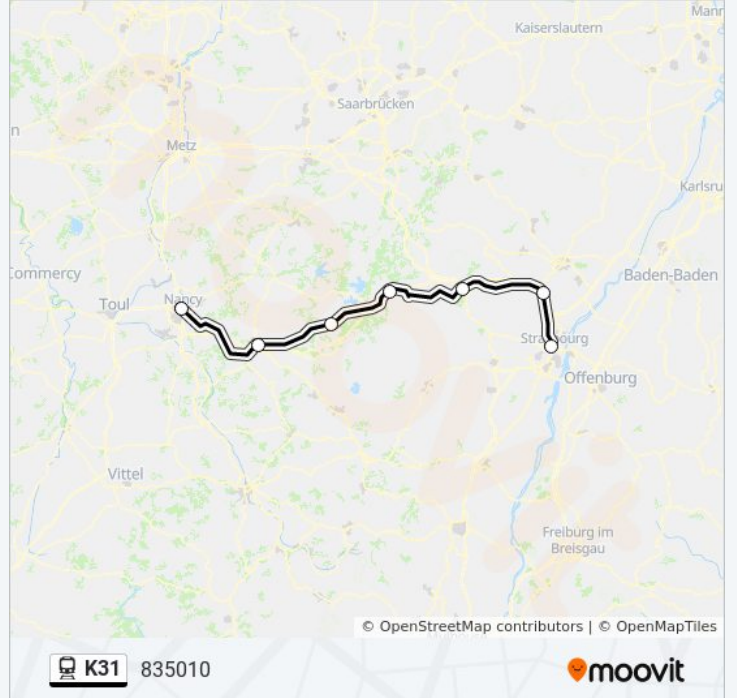 Mann
Kaiserslautern
Saarbrücken
n
Metz
Karlsru
Commercy
Baden-Baden
Nancy
Toul
Strasbourg
Offenburg
Vittel
Freiburg im
Breisgau
© OpenStreetMap contributors | © OpenMapTiles
K31 835010
moovit